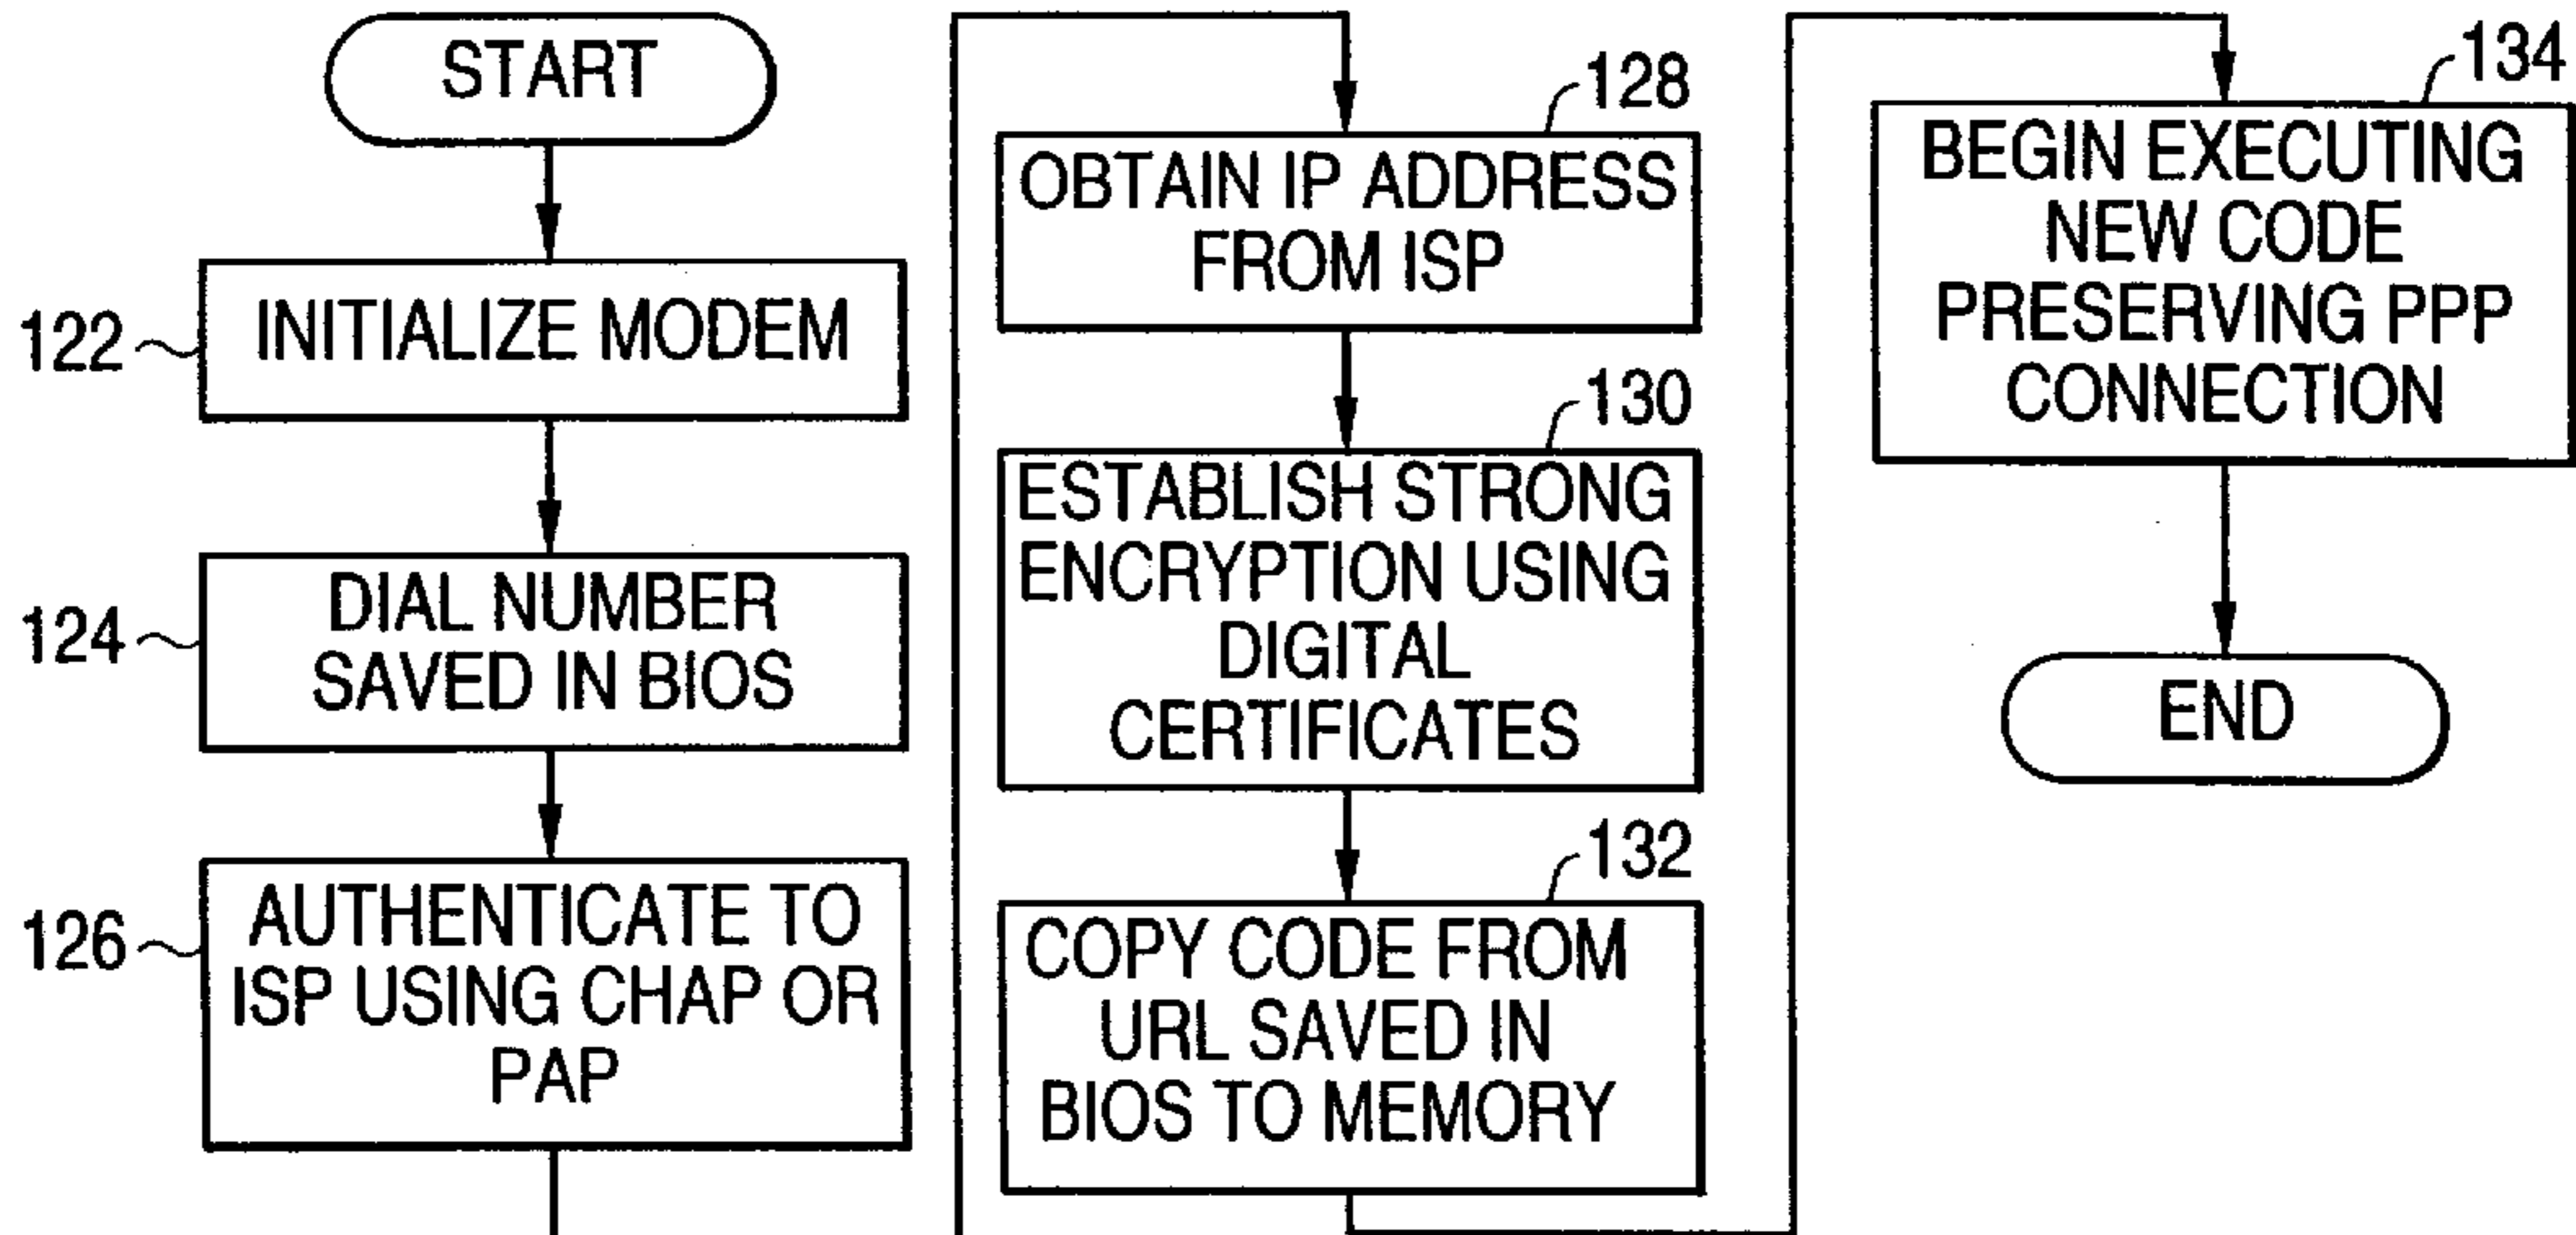 START
122
INITIALIZE MODEM
124
DIAL NUMBER
SAVED IN BIOS
126
AUTHENTICATE TO
ISP USING CHAP OR
PAP
128
OBTAIN IP ADDRESS
FROM ISP
130
ESTABLISH STRONG
ENCRYPTION USING
DIGITAL
CERTIFICATES
132
COPY CODE FROM
URL SAVED IN
BIOS TO MEMORY
134
BEGIN EXECUTING
NEW CODE
PRESERVING PPP
CONNECTION
END